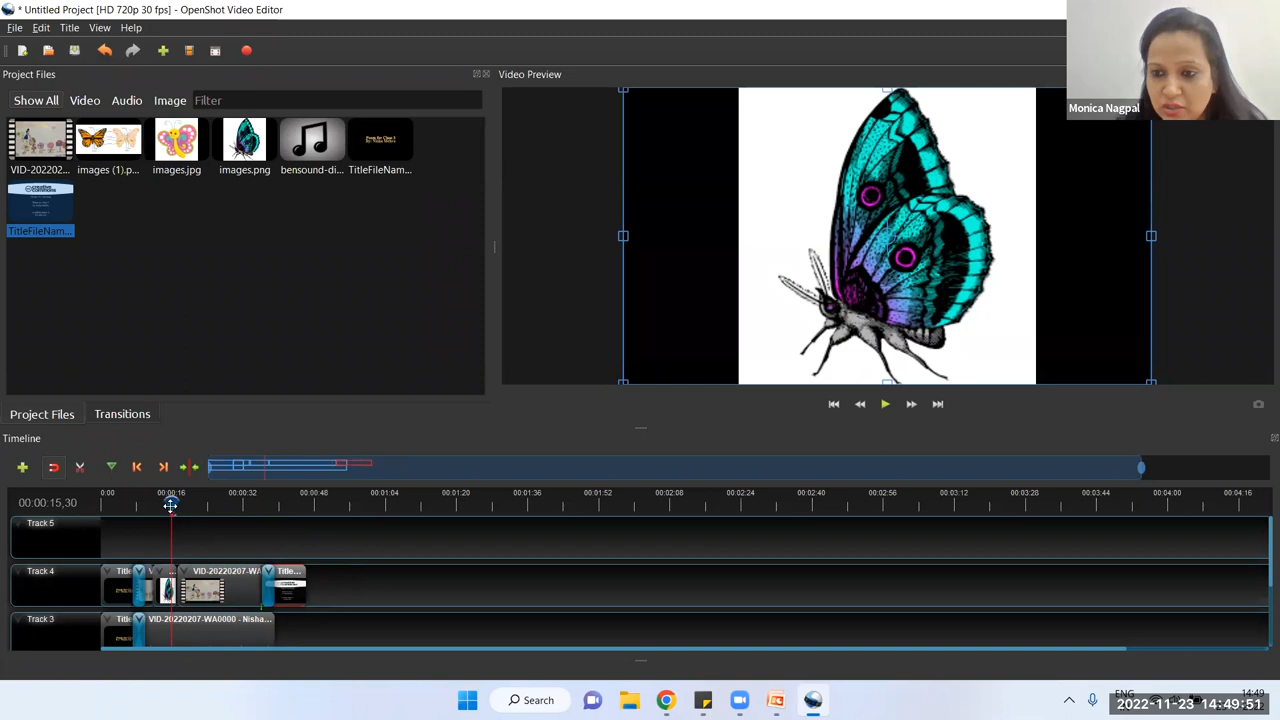 * Untitled Project [HD 720p 30 fps] - OpenShot Video Editor
File Edit Title View Help
Project Files
Video Preview
Monica Nagpal
Show All Video Audio Image Filter
VID-202202... images (1).p... images.jpg images.png bensound-di... TitleFileNam...
TitleFileNam...
Project Files Transitions
Timeline
00:00:15,30
0:00 00:00:16 00:00:32 00:00:48 00:01:04 00:01:20 00:01:36 00:01:52 00:02:08 00:02:24 00:02:40 00:02:56 00:03:12 00:03:28 00:03:44 00:04:00 00:04:16
Track 5
Track 4
Title VID-20220207-WA Title...
Track 3
Title VID-20220207-WA0000 - Nisha...
Search
ENG
14:49
2022-11-23 14:49:51